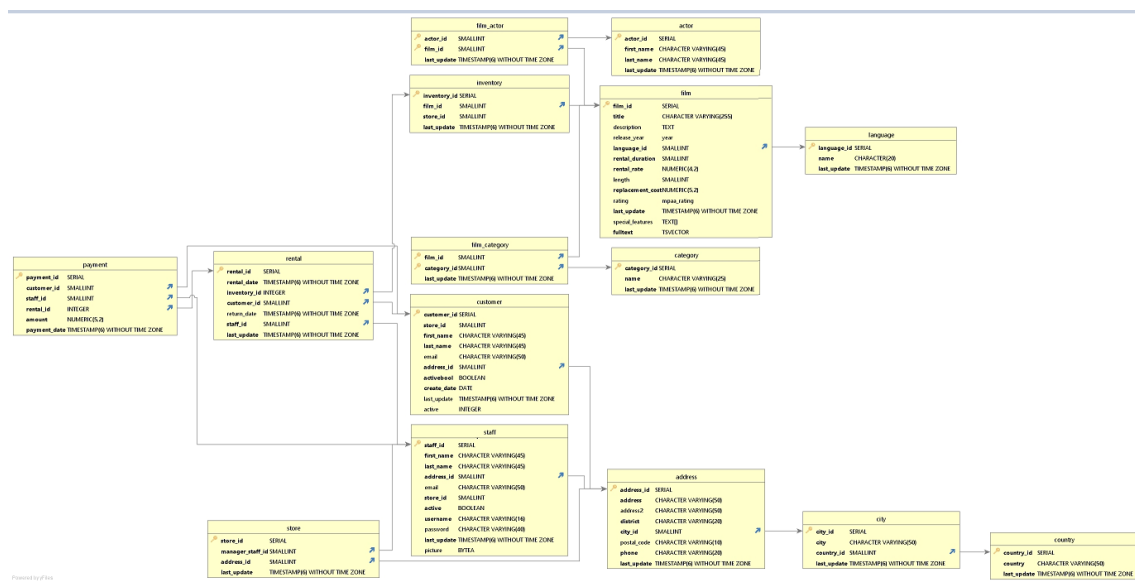 film_actor
actor_id SMALLINT
film_id SMALLINT
last_update TIMESTAMP(6) WITHOUT TIME ZONE
actor
actor_id SERIAL
first_name CHARACTER VARYING(45)
last_name CHARACTER VARYING(45)
last_update TIMESTAMP(6) WITHOUT TIME ZONE
inventory
inventory_id SERIAL
film_id SMALLINT
store_id SMALLINT
last_update TIMESTAMP(6) WITHOUT TIME ZONE
film
film_id SERIAL
title CHARACTER VARYING(255)
description TEXT
release_year year
language_id SMALLINT
rental_duration SMALLINT
rental_rate NUMERIC(4,2)
length SMALLINT
replacement_cost NUMERIC(5,2)
rating mpaa_rating
last_update TIMESTAMP(6) WITHOUT TIME ZONE
special_features TEXT[]
fulltext TSVECTOR
language
language_id SERIAL
name CHARACTER(20)
last_update TIMESTAMP(6) WITHOUT TIME ZONE
film_category
film_id SMALLINT
category_id SMALLINT
last_update TIMESTAMP(6) WITHOUT TIME ZONE
category
category_id SERIAL
name CHARACTER VARYING(25)
last_update TIMESTAMP(6) WITHOUT TIME ZONE
payment
payment_id SERIAL
customer_id SMALLINT
staff_id SMALLINT
rental_id INTEGER
amount NUMERIC(5,2)
payment_date TIMESTAMP(6) WITHOUT TIME ZONE
rental
rental_id SERIAL
rental_date TIMESTAMP(6) WITHOUT TIME ZONE
inventory_id INTEGER
customer_id SMALLINT
return_date TIMESTAMP(6) WITHOUT TIME ZONE
staff_id SMALLINT
last_update TIMESTAMP(6) WITHOUT TIME ZONE
customer
customer_id SERIAL
store_id SMALLINT
first_name CHARACTER VARYING(45)
last_name CHARACTER VARYING(45)
email CHARACTER VARYING(50)
address_id SMALLINT
activebool BOOLEAN
create_date DATE
last_update TIMESTAMP(6) WITHOUT TIME ZONE
active INTEGER
staff
staff_id SERIAL
first_name CHARACTER VARYING(45)
last_name CHARACTER VARYING(45)
address_id SMALLINT
email CHARACTER VARYING(50)
store_id SMALLINT
active BOOLEAN
username CHARACTER VARYING(16)
password CHARACTER VARYING(40)
last_update TIMESTAMP(6) WITHOUT TIME ZONE
picture BYTEA
store
store_id SERIAL
manager_staff_id SMALLINT
address_id SMALLINT
last_update TIMESTAMP(6) WITHOUT TIME ZONE
address
address_id SERIAL
address CHARACTER VARYING(50)
address2 CHARACTER VARYING(50)
district CHARACTER VARYING(20)
city_id SMALLINT
postal_code CHARACTER VARYING(10)
phone CHARACTER VARYING(20)
last_update TIMESTAMP(6) WITHOUT TIME ZONE
city
city_id SERIAL
city CHARACTER VARYING(50)
country_id SMALLINT
last_update TIMESTAMP(6) WITHOUT TIME ZONE
country
country_id SERIAL
country CHARACTER VARYING(50)
last_update TIMESTAMP(6) WITHOUT TIME ZONE
Powered by yFiles